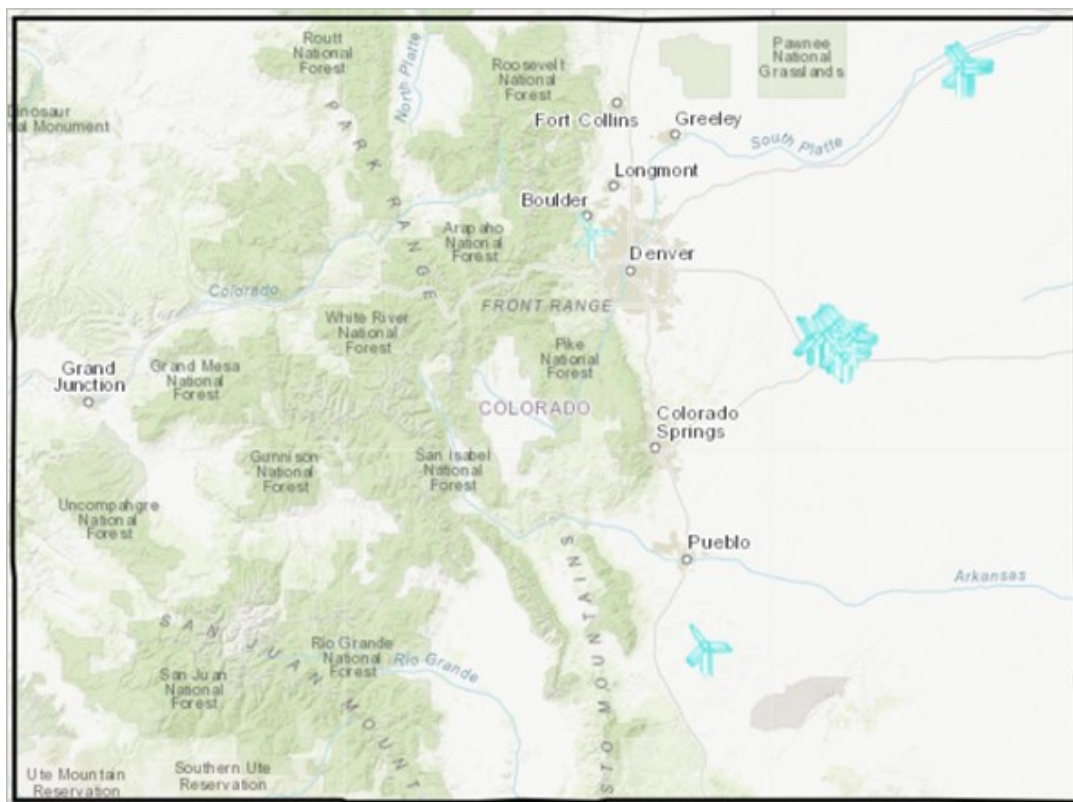 Routt
National
Forest
North Platte
Roosevelt
National
Forest
Pawnee
National
Grasslands
Dinosaur
al Monument
Fort Collins
Greeley
South Platte
PARK RANGE
Longmont
Boulder
Arapaho
National
Forest
Denver
Colorado
FRONT RANGE
White River
National
Forest
Grand
Junction
Grand Mesa
National
Forest
Pike
National
Forest
COLORADO
Colorado
Springs
Gunnison
National
Forest
San Isabel
National
Forest
Uncompahgre
National
Forest
Pueblo
Arkansas
SAN JUAN MOUNT
Rio Grande
National
Forest
Rio Grande
San Juan
National
Forest
STO MOUNTAINS
Ute Mountain
Reservation
Southern Ute
Reservation